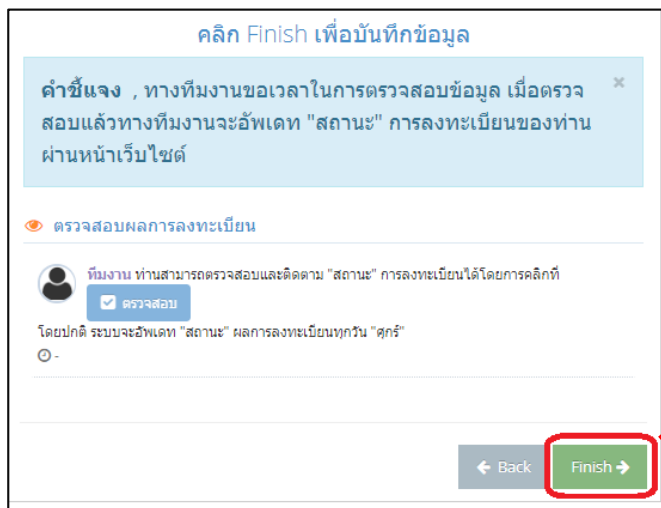 คลิก Finish เพื่อบันทึกข้อมูล
คำชี้แจง , ทางทีมงานขอเวลาในการตรวจสอบข้อมูล เมื่อตรวจ
สอบแล้วทางทีมงานจะอัพเดท "สถานะ" การลงทะเบียนของท่าน
ผ่านหน้าเว็บไซต์
×
ตรวจสอบผลการลงทะเบียน
ทีมงาน ท่านสามารถตรวจสอบและติดตาม "สถานะ" การลงทะเบียนได้โดยการคลิกที่
ตรวจสอบ
โดยปกติ ระบบจะอัพเดท "สถานะ" ผลการลงทะเบียนทุกวัน "ศุกร์"
-
Back
Finish